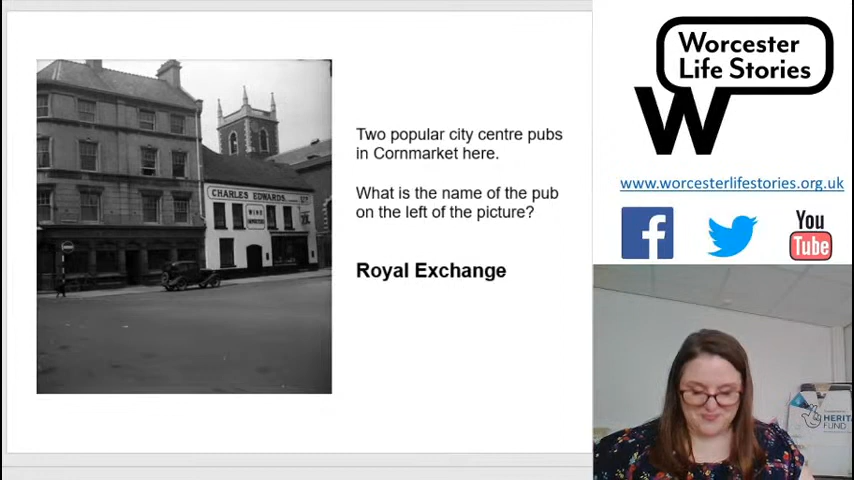 Two popular city centre pubs
in Cornmarket here.
What is the name of the pub
on the left of the picture?
Royal Exchange
CHARLES EDWARDS
WINE
Worcester
Life Stories
W
www.worcesterlifestories.org.uk
f
You
Tube
HERITA
FUND